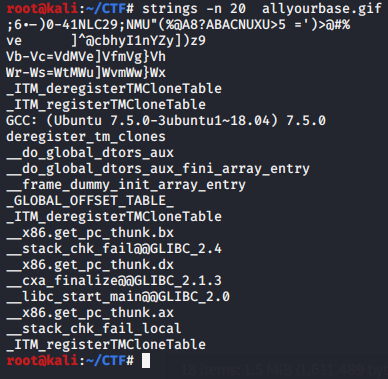 root@kali:~/CTF# strings -n 20  allyourbase.gif
;6•-)0-41NLC29;NMU"(%@A8?ABACNUXU>5 =')>@#%
ve      ]^@cbhyI1nYZy])z9
Vb-Vc=VdMVe]VfmVg}Vh
Wr-Ws=WtMWu]WvmWw}Wx
_ITM_deregisterTMCloneTable
_ITM_registerTMCloneTable
GCC: (Ubuntu 7.5.0-3ubuntu1~18.04) 7.5.0
deregister_tm_clones
__do_global_dtors_aux
__do_global_dtors_aux_fini_array_entry
__frame_dummy_init_array_entry
_GLOBAL_OFFSET_TABLE_
_ITM_deregisterTMCloneTable
__x86.get_pc_thunk.bx
__stack_chk_fail@@GLIBC_2.4
__x86.get_pc_thunk.dx
__cxa_finalize@@GLIBC_2.1.3
__libc_start_main@@GLIBC_2.0
__x86.get_pc_thunk.ax
__stack_chk_fail_local
_ITM_registerTMCloneTable
root@kali:~/CTF#